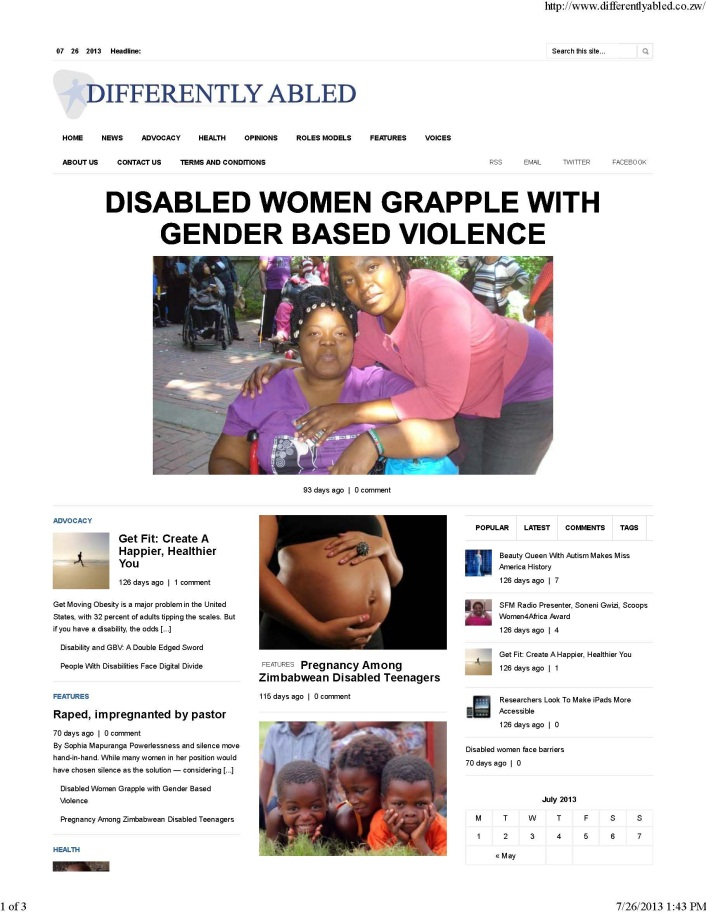 http://www.differentlyabled.co.zw/
07 26 2013 Headline:
Search this site...
DIFFERENTLY ABLED
HOME NEWS ADVOCACY HEALTH OPINIONS ROLES MODELS FEATURES VOICES
ABOUT US CONTACT US TERMS AND CONDITIONS
RSS EMAIL TWITTER FACEBOOK
DISABLED WOMEN GRAPPLE WITH
GENDER BASED VIOLENCE
93 days ago | 0 comment
ADVOCACY
Get Fit: Create A
Happier, Healthier
You
126 days ago | 1 comment
Get Moving Obesity is a major problem in the United
States, with 32 percent of adults tipping the scales. But
if you have a disability, the odds [...]
Disability and GBV: A Double Edged Sword
People With Disabilities Face Digital Divide
FEATURES
Raped, impregnanted by pastor
70 days ago | 0 comment
By Sophia Mapuranga Powerlessness and silence move
hand-in-hand. While many women in her position would
have chosen silence as the solution — considering [...]
Disabled Women Grapple with Gender Based
Violence
Pregnancy Among Zimbabwean Disabled Teenagers
HEALTH
FEATURES Pregnancy Among
Zimbabwean Disabled Teenagers
115 days ago | 0 comment
POPULAR LATEST COMMENTS TAGS
Beauty Queen With Autism Makes Miss
America History
126 days ago | 7
SFM Radio Presenter, Soneni Gwizi, Scoops
Women4Africa Award
126 days ago | 4
Get Fit: Create A Happier, Healthier You
126 days ago | 1
Researchers Look To Make iPads More
Accessible
126 days ago | 0
Disabled women face barriers
70 days ago | 0
July 2013
M T W T F S S
1 2 3 4 5 6 7
« May
1 of 3
7/26/2013 1:43 PM